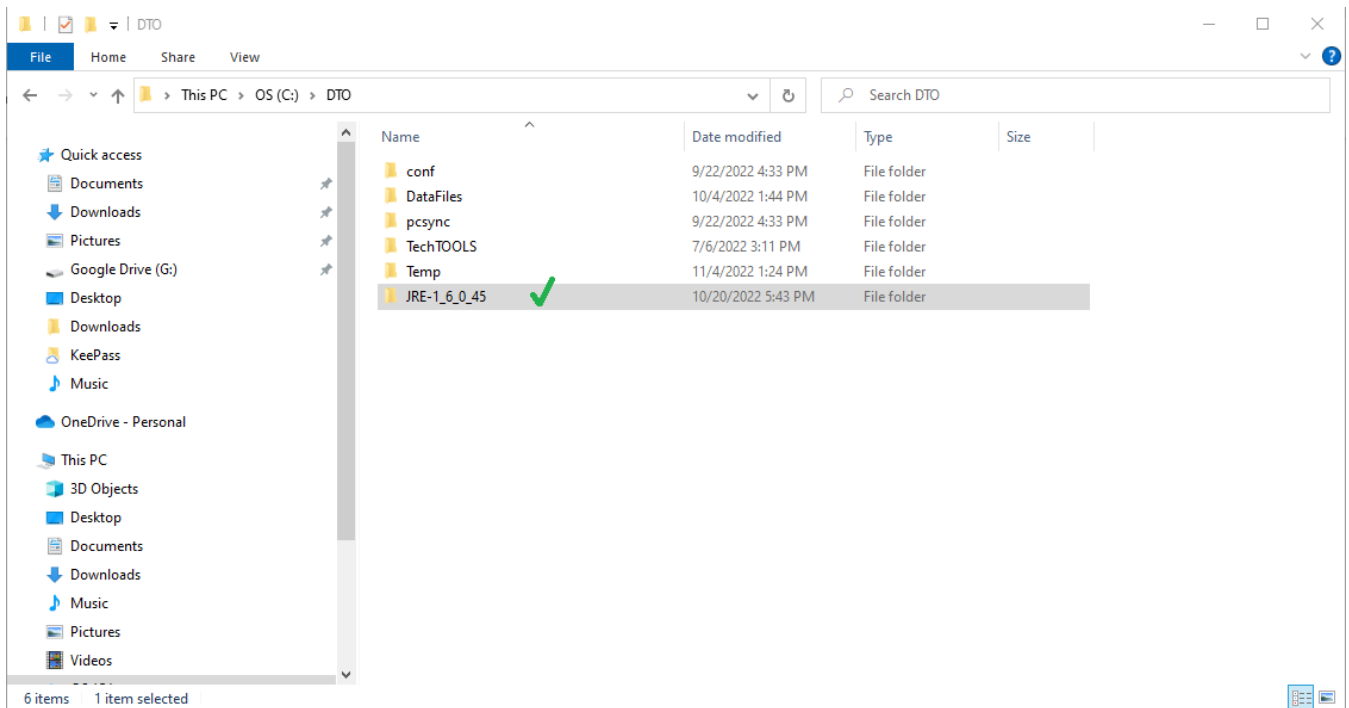 DTO
File Home Share View
This PC > OS (C:) > DTO
Search DTO
Quick access
Documents
Downloads
Pictures
Google Drive (G:)
Desktop
Downloads
KeePass
Music
OneDrive - Personal
This PC
3D Objects
Desktop
Documents
Downloads
Music
Pictures
Videos
Name Date modified Type Size
conf 9/22/2022 4:33 PM File folder
DataFiles 10/4/2022 1:44 PM File folder
pcsync 9/22/2022 4:33 PM File folder
TechTOOLS 7/6/2022 3:11 PM File folder
Temp 11/4/2022 1:24 PM File folder
JRE-1_6_0_45 10/20/2022 5:43 PM File folder
6 items 1 item selected